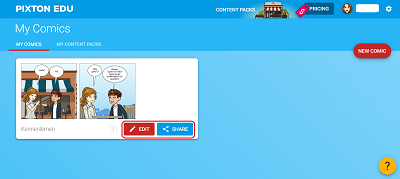 PIXTON EDU
CONTENT PACKS
PRICING
My Comics
MY COMICS
MY CONTENT PACKS
NEW COMIC
Kennenlernen
EDIT
SHARE
?